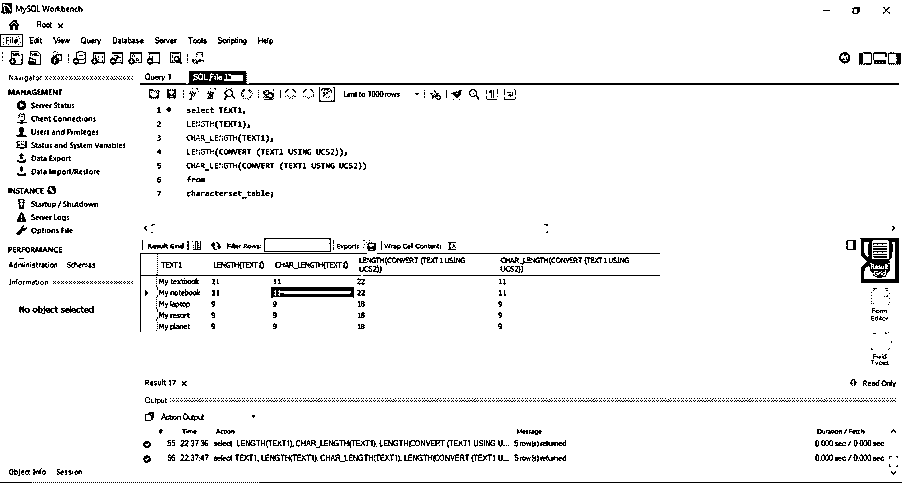 MySQL Workbench
Root x
File Edit View Query Database Server Tools Scripting Help
Navigator
Query 1 SQL File 12
MANAGEMENT
Server Status
Client Connections
Users and Privileges
Status and System Variables
Data Export
Data Import/Restore
INSTANCE
Startup / Shutdown
Server Logs
Options File
PERFORMANCE
Administration Schemas
Information
No object selected
Limit to 1000 rows
1 select TEXT1,
2 LENGTH(TEXT1),
3 CHAR_LENGTH(TEXT1),
4 LENGTH(CONVERT (TEXT1 USING UCS2)),
5 CHAR_LENGTH(CONVERT (TEXT1 USING UCS2))
6 from
7 characterset_table;
Result Grid Filter Rows: Export: Wrap Cell Content: IA
TEXT1 LENGTH(TEXT1) CHAR_LENGTH(TEXT1) LENGTH(CONVERT (TEXT1 USING UCS2)) CHAR_LENGTH(CONVERT (TEXT1 USING UCS2))
My textbook 11 11 22 11
My notebook 11 11 22 11
My laptop 9 9 18 9
My resort 9 9 18 9
My planet 9 9 18 9
Result
Form Editor
Field Types
Result 17 x Read Only
Output
Action Output
# Time Action Message Duration / Fetch
55 22:37:36 select LENGTH(TEXT1), CHAR_LENGTH(TEXT1), LENGTH(CONVERT (TEXT1 USING U... 5 row(s) returned 0.000 sec / 0.000 sec
56 22:37:47 select TEXT1, LENGTH(TEXT1), CHAR_LENGTH(TEXT1), LENGTH(CONVERT (TEXT1 U... 5 row(s) returned 0.000 sec / 0.000 sec
Object Info Session